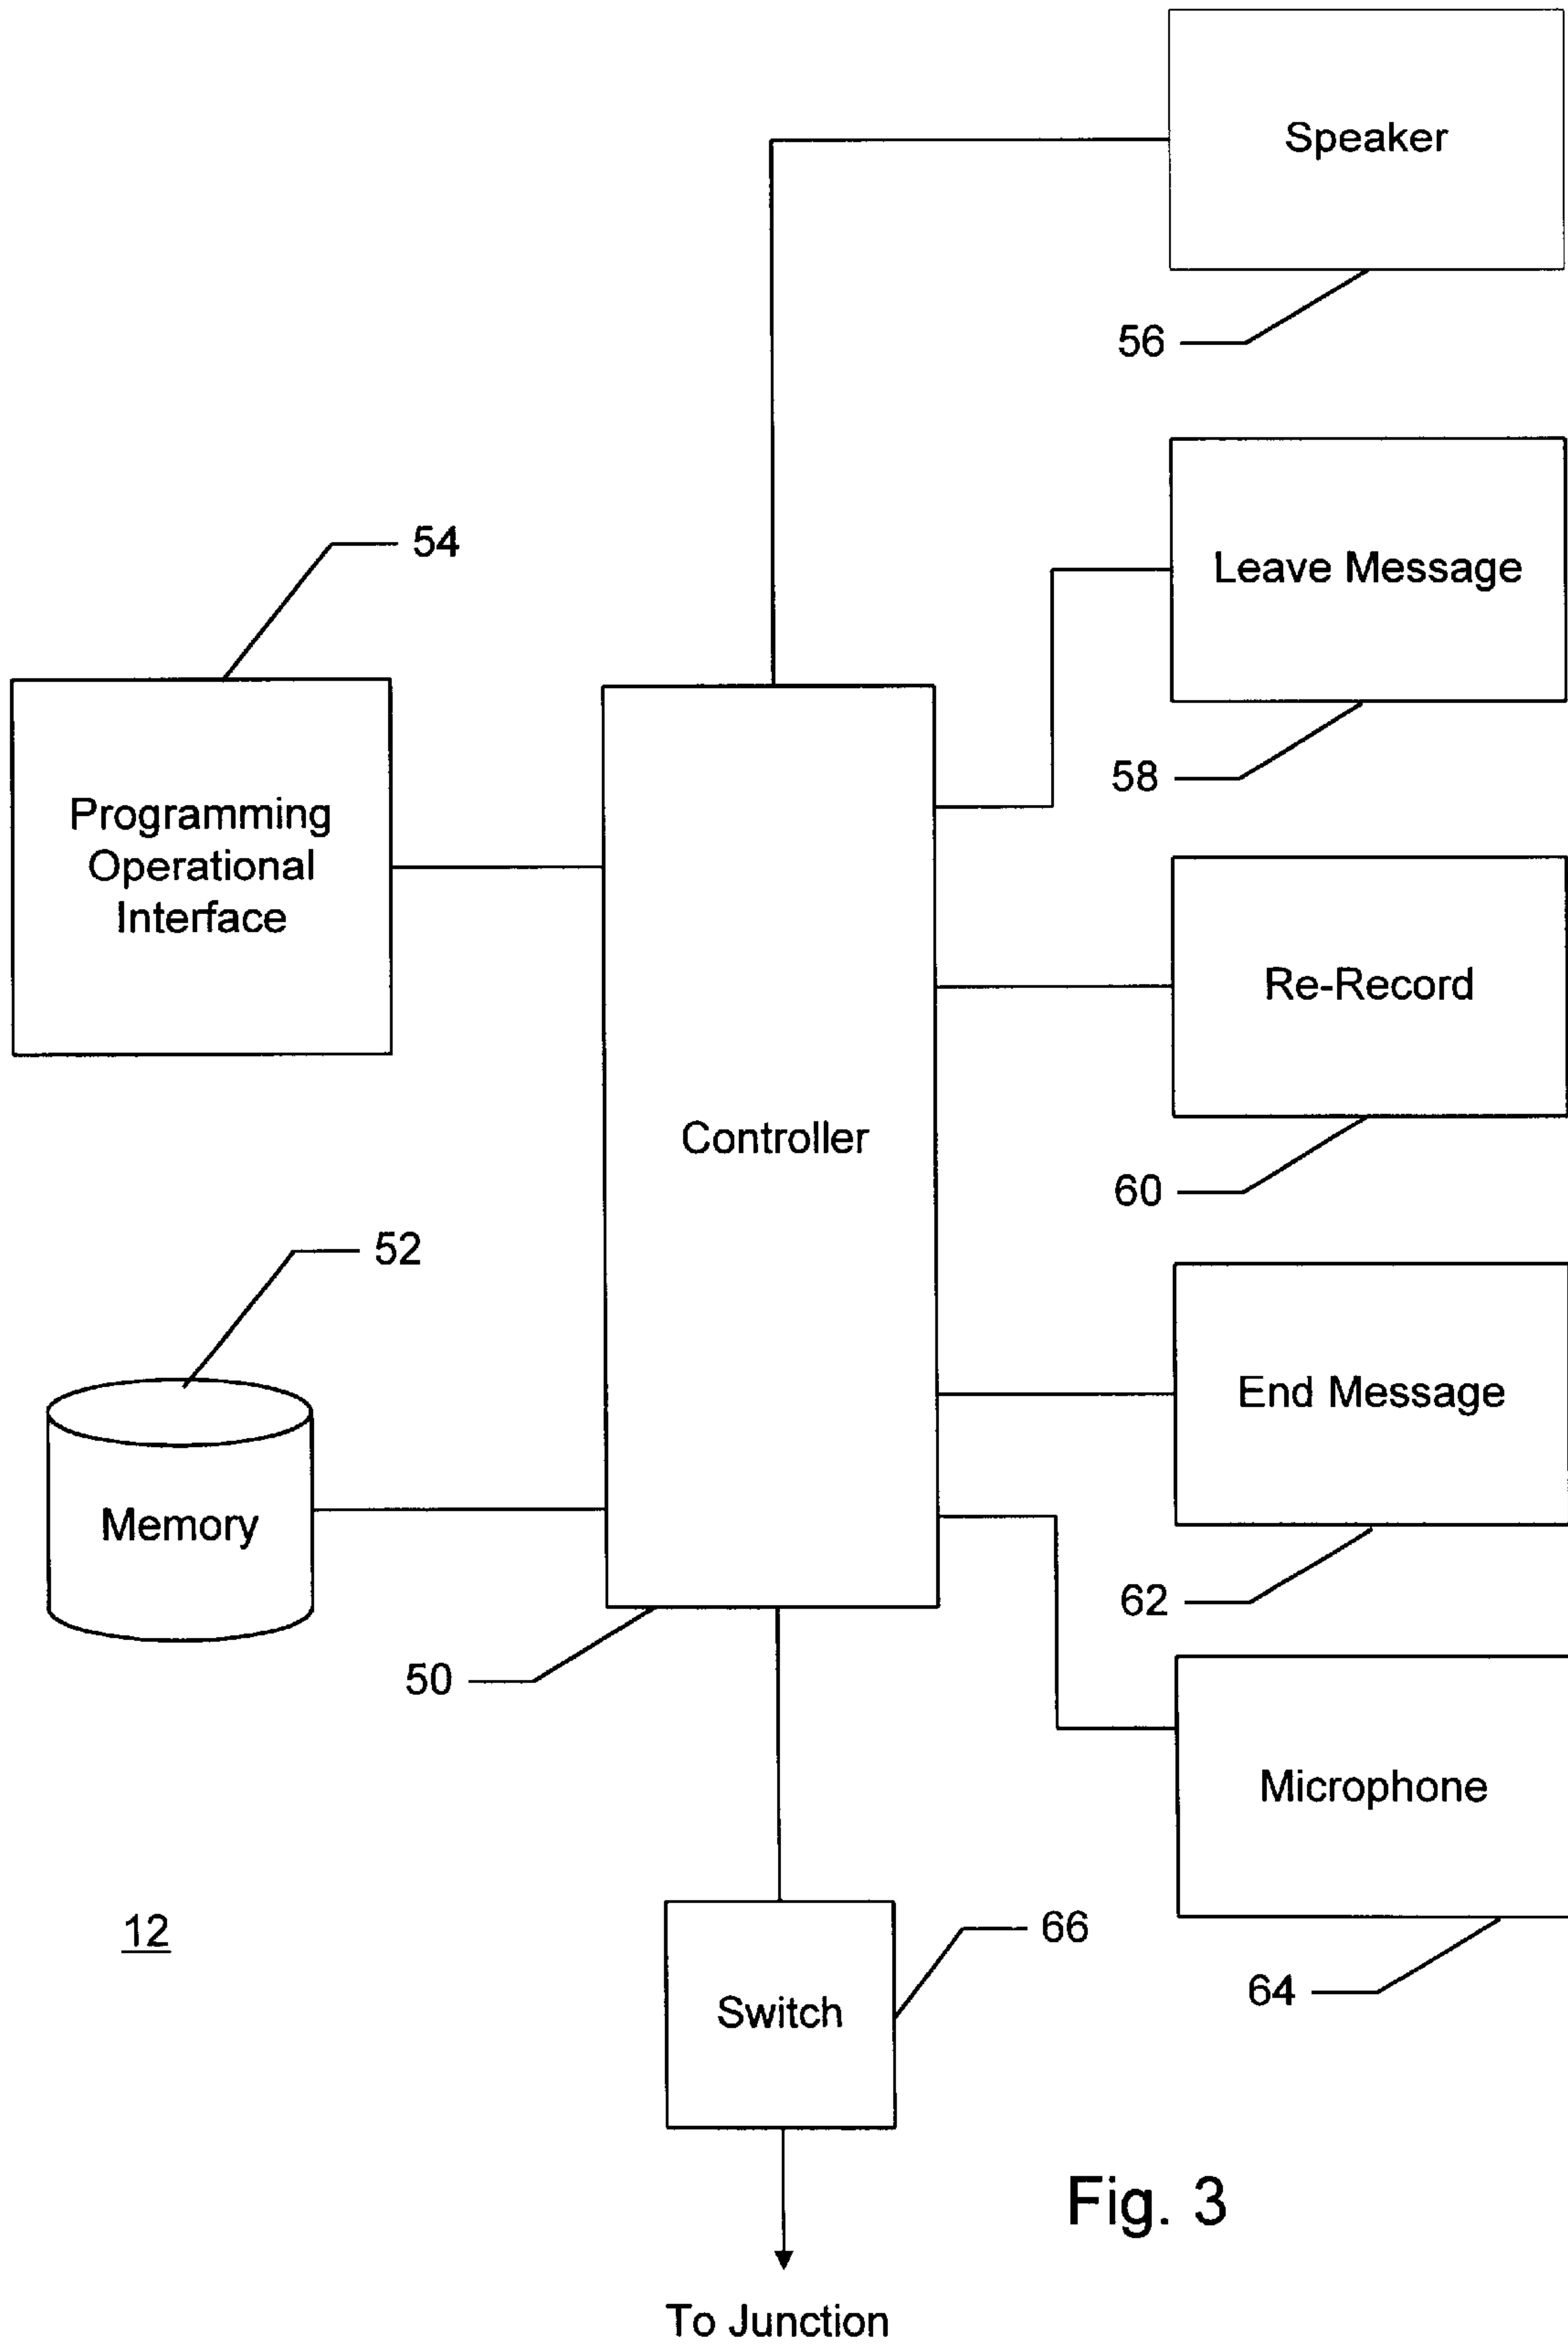 Speaker
56
54
Leave Message
58
Programming
Operational
Interface
Re-Record
60
Controller
52
End Message
62
Memory
50
Microphone
64
12
66
Switch
Fig. 3
To Junction